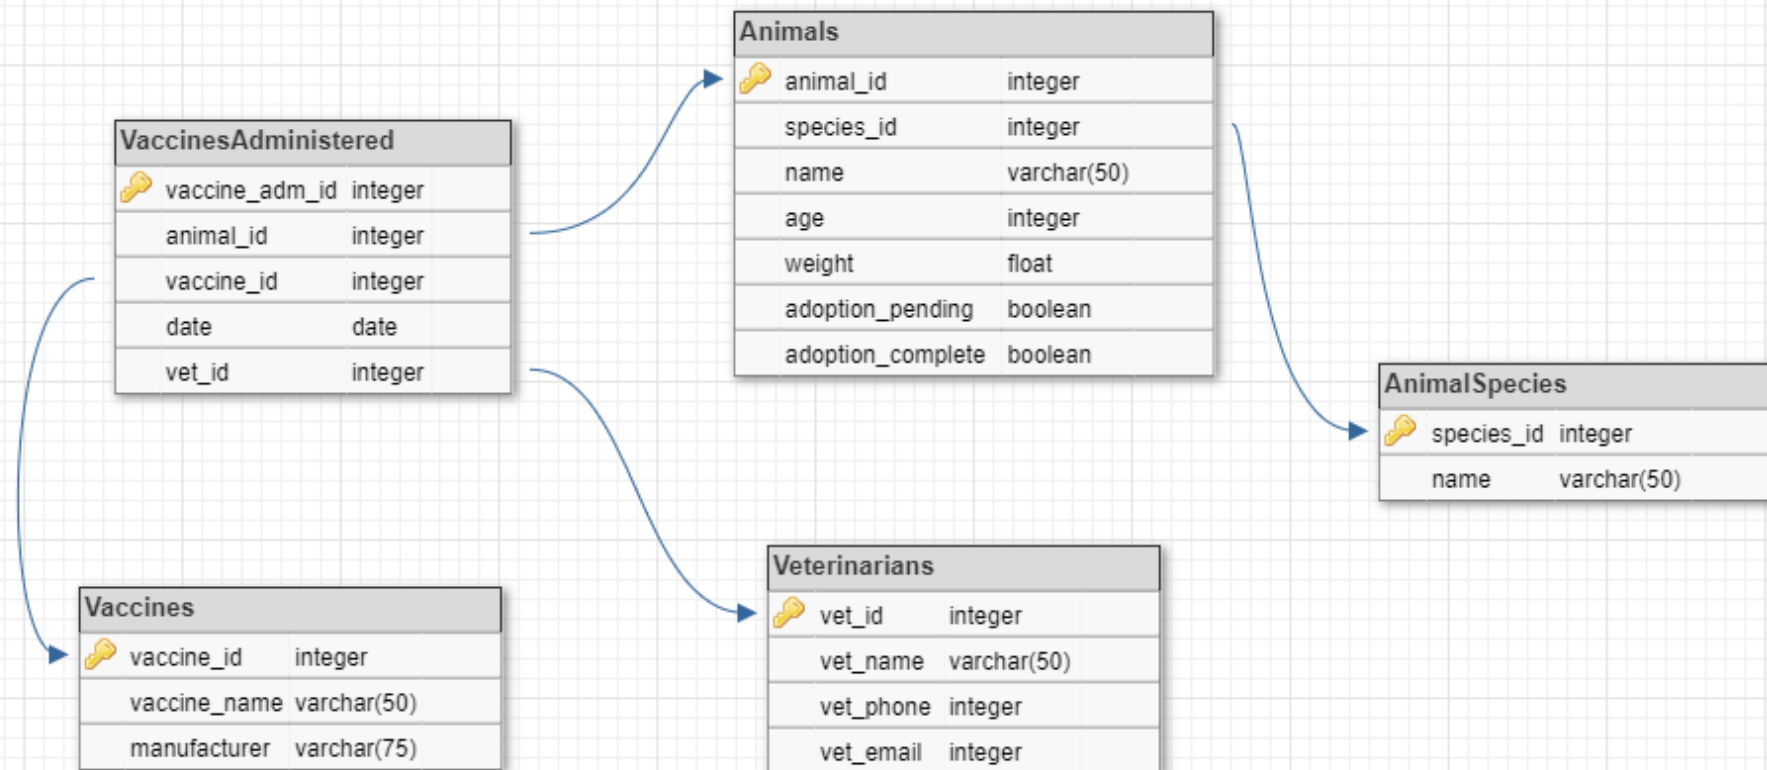 Animals
animal_id integer
species_id integer
name varchar(50)
age integer
weight float
adoption_pending boolean
adoption_complete boolean
VaccinesAdministered
vaccine_adm_id integer
animal_id integer
vaccine_id integer
date date
vet_id integer
AnimalSpecies
species_id integer
name varchar(50)
Veterinarians
vet_id integer
vet_name varchar(50)
vet_phone integer
vet_email integer
Vaccines
vaccine_id integer
vaccine_name varchar(50)
manufacturer varchar(75)